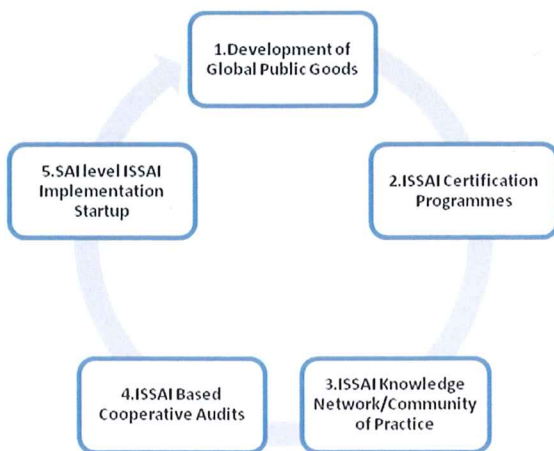 1.Development of
Global Public Goods
2.ISSAI Certification
Programmes
3.ISSAI Knowledge
Network/Community
of Practice
4.ISSAI Based
Cooperative Audits
5.SAI level ISSAI
Implementation
Startup